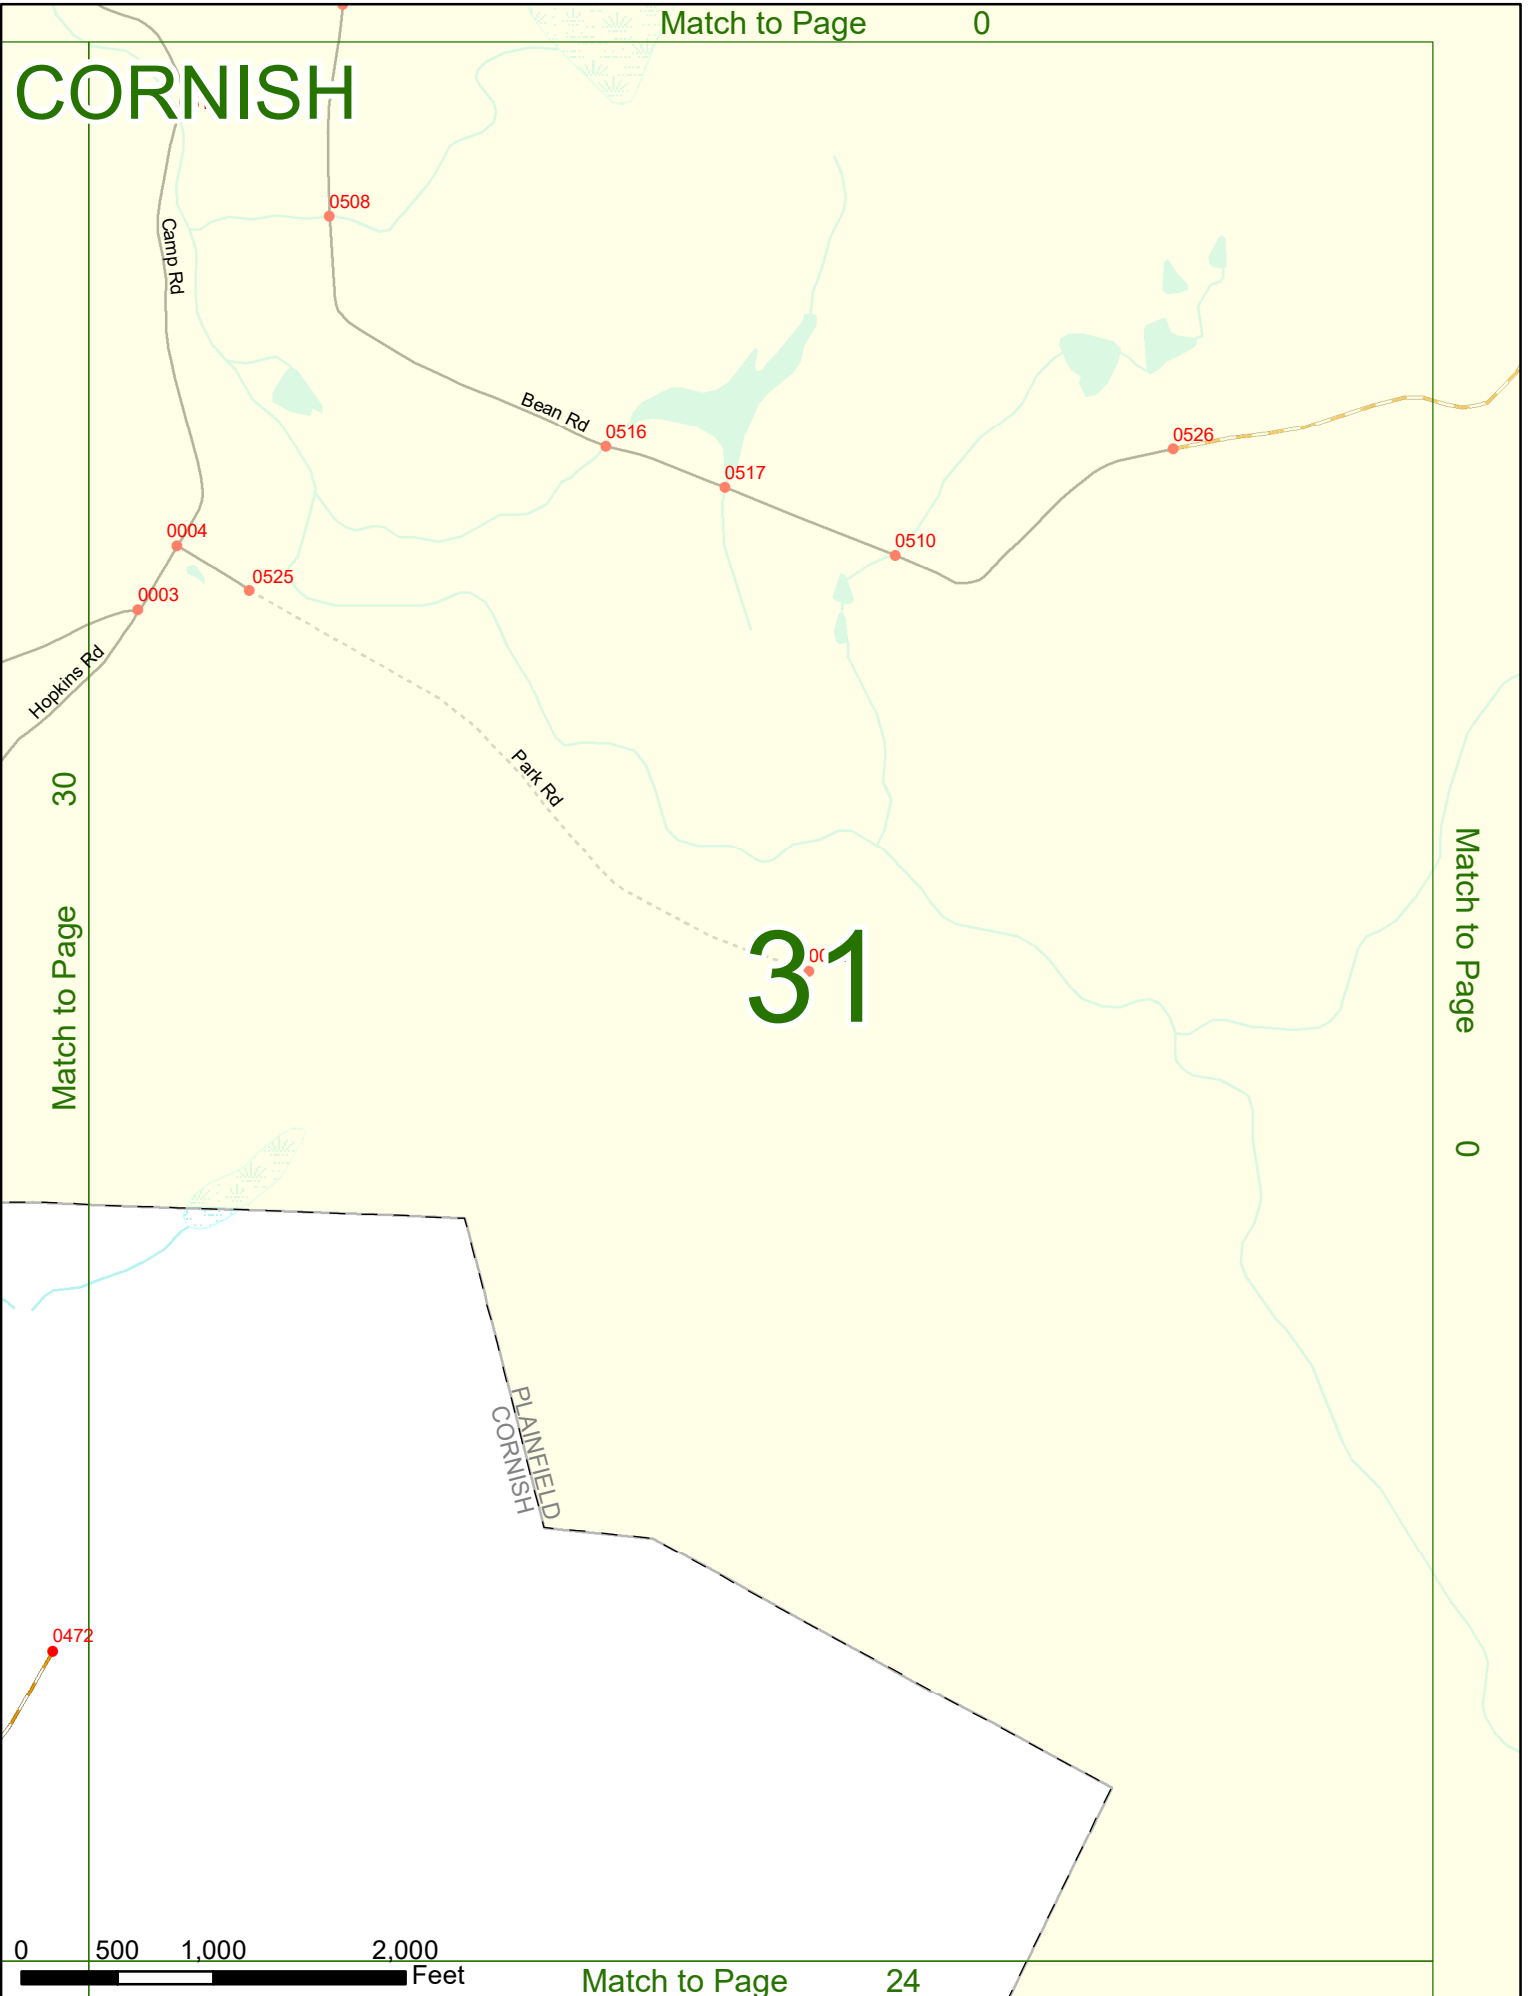 Match to Page 0
CORNISH
0508
Camp Rd
Bean Rd
0516
0526
0517
0004
0510
0525
0003
Hopkins Rd
Park Rd
Match to Page 30
31
Match to Page 0
PLAINFIELD
CORNISH
0472
0 500 1,000 2,000
Feet
Match to Page 24